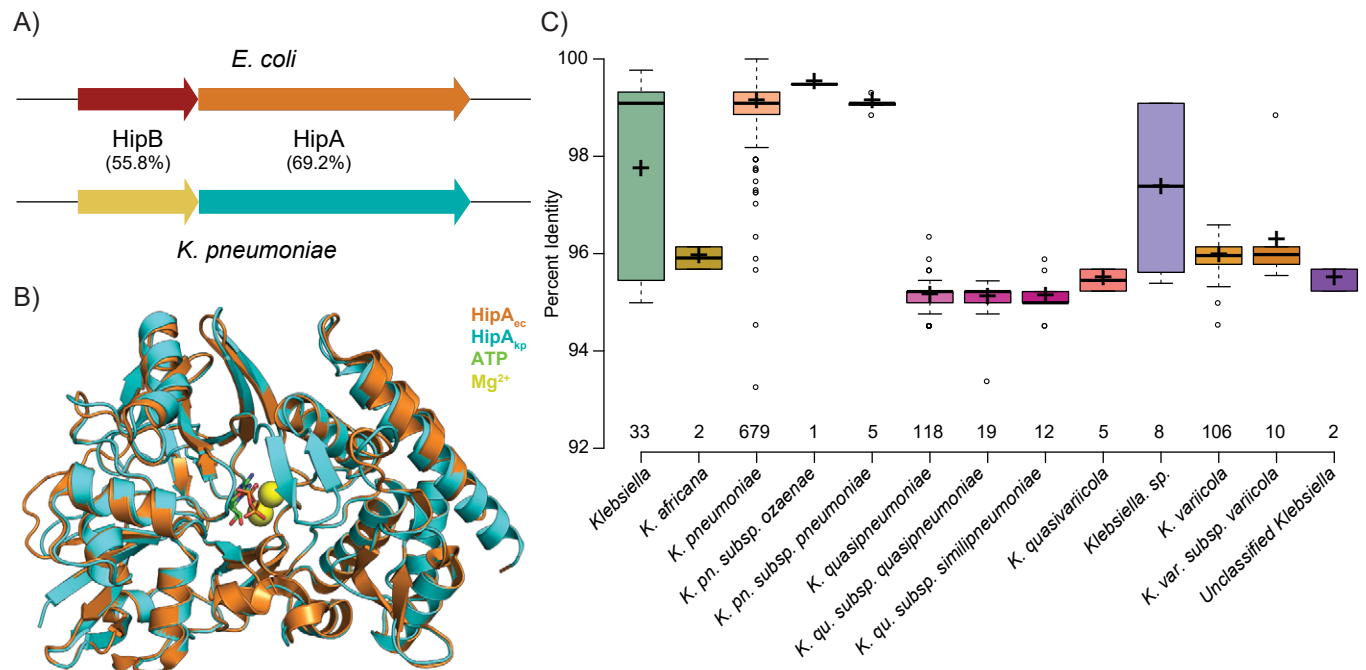 A)
E. coli
HipB
(55.8%)
HipA
(69.2%)
K. pneumoniae
B)
HipAec
HipAkp
ATP
Mg2+
C)
Percent Identity
100
98
96
94
92
33 2 679 1 5 118 19 12 5 8 106 10 2
Klebsiella
K. africana
K. pneumoniae
K. pn. subsp. ozaenae
K. pn. subsp. pneumoniae
K. quasipneumoniae
K. qu. subsp. quasipneumoniae
K. qu. subsp. similipneumoniae
K. quasivariicola
Klebsiella. sp.
K. variicola
K. var. subsp. variicola
Unclassified Klebsiella